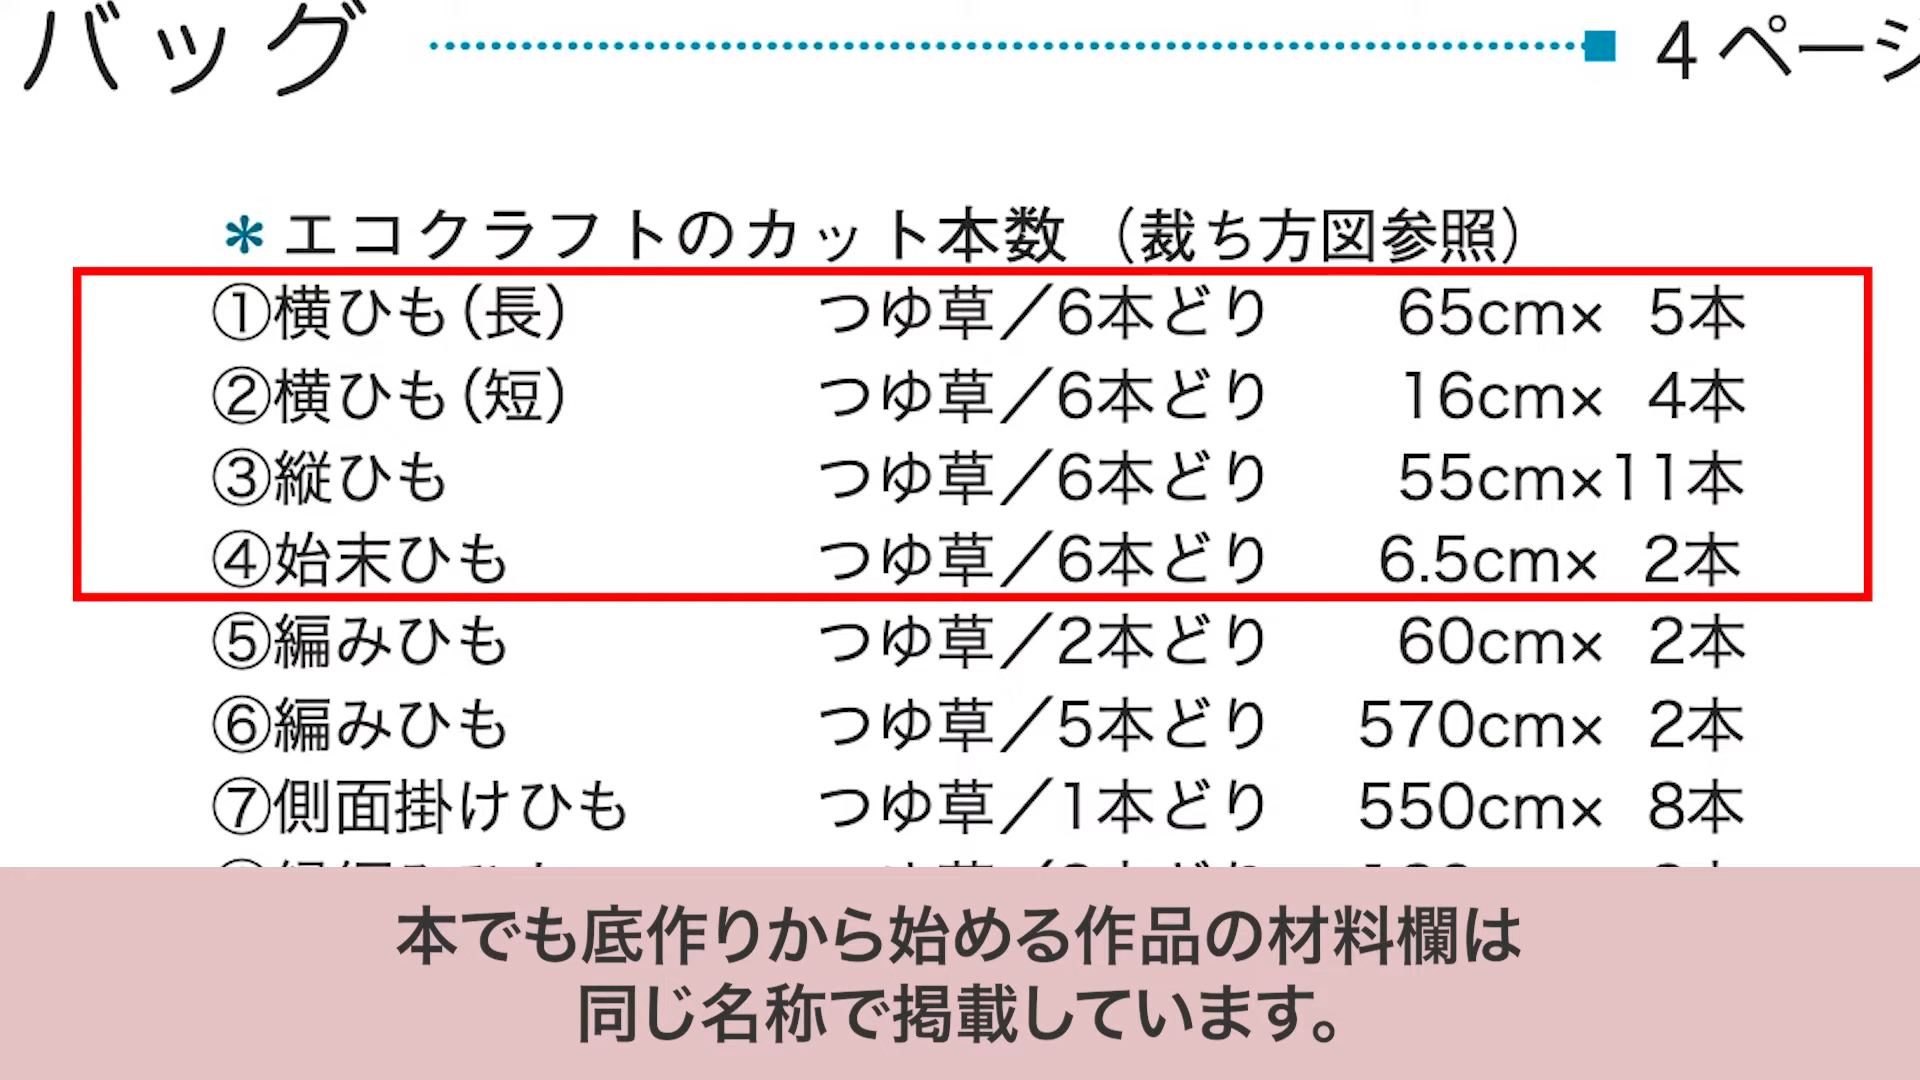 バッグ 4ページ
＊エコクラフトのカット本数（裁ち方図参照）
①横ひも（長） つゆ草／6本どり 65cm× 5本
②横ひも（短） つゆ草／6本どり 16cm× 4本
③縦ひも つゆ草／6本どり 55cm×11本
④始末ひも つゆ草／6本どり 6.5cm× 2本
⑤編みひも つゆ草／2本どり 60cm× 2本
⑥編みひも つゆ草／5本どり 570cm× 2本
⑦側面掛けひも つゆ草／1本どり 550cm× 8本
本でも底作りから始める作品の材料欄は
同じ名称で掲載しています。